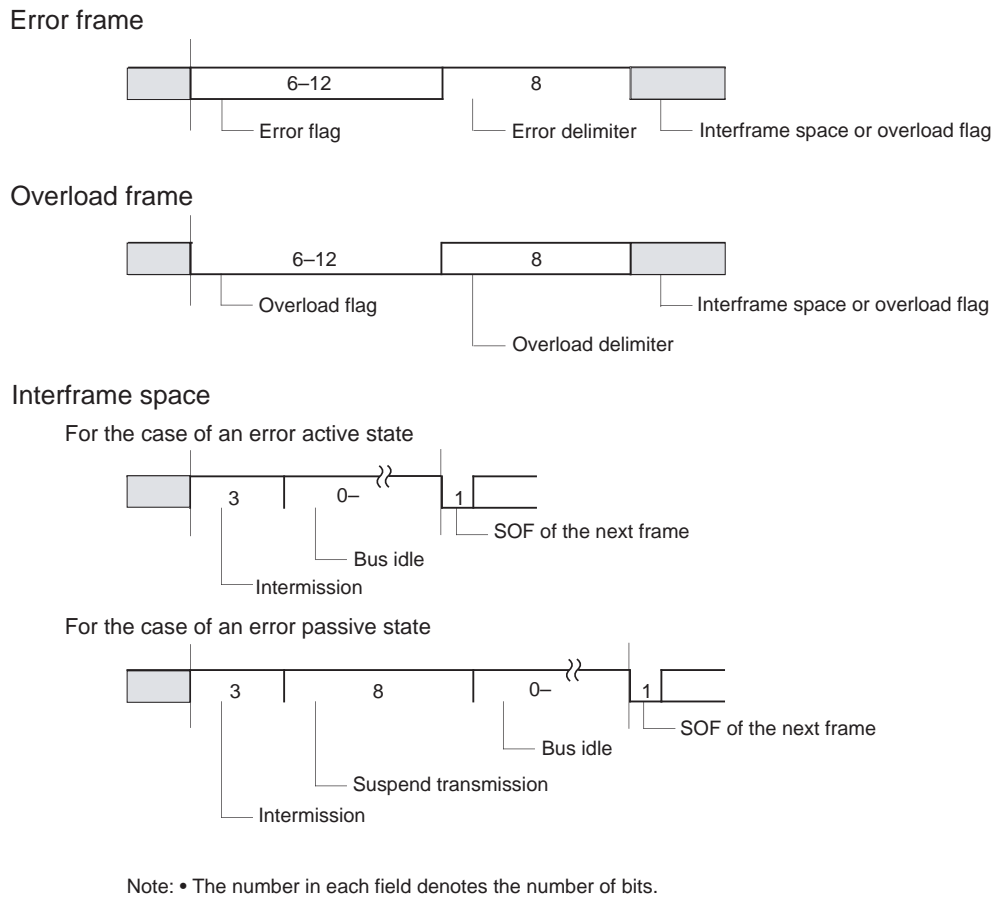 Error frame
6–12
8
Error flag
Error delimiter
Interframe space or overload flag
Overload frame
6–12
8
Overload flag
Interframe space or overload flag
Overload delimiter
Interframe space
For the case of an error active state
3
0–
1
SOF of the next frame
Bus idle
Intermission
For the case of an error passive state
3
8
0–
1
SOF of the next frame
Bus idle
Suspend transmission
Intermission
Note: • The number in each field denotes the number of bits.